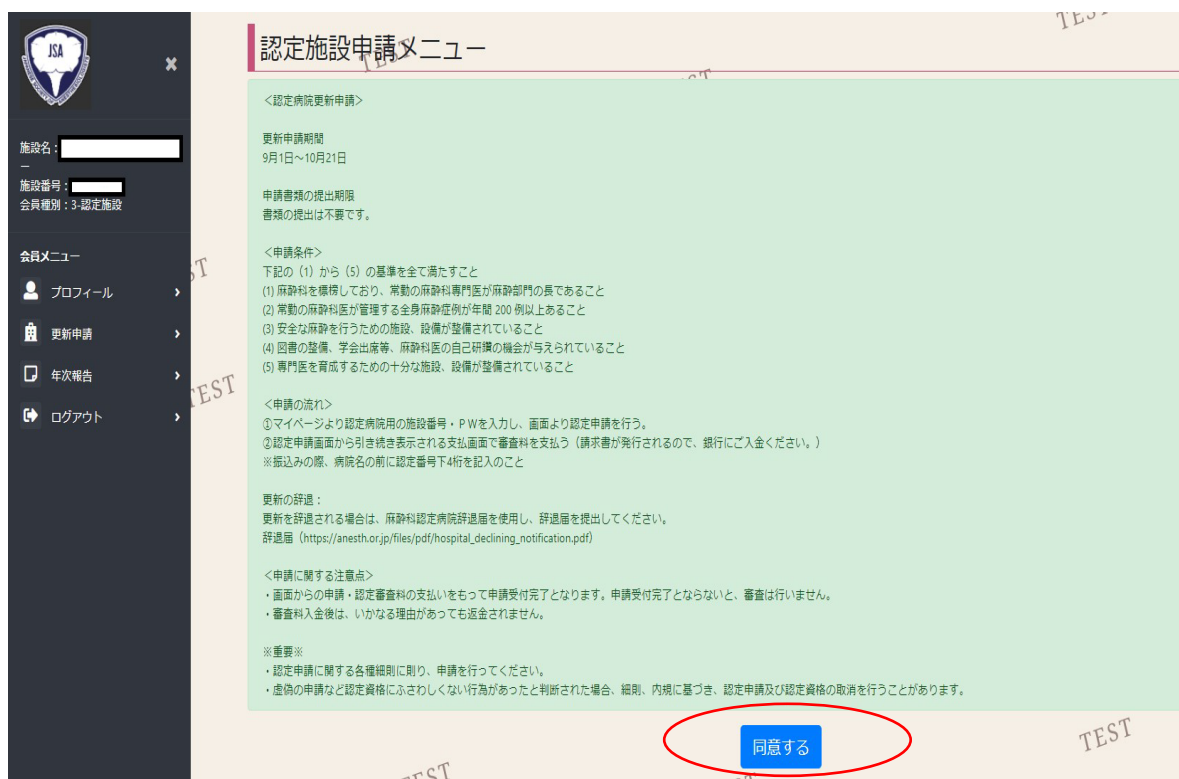 JSA
×
施設名：
ー
施設番号：
会員種別：3-認定施設
会員メニュー
プロフィール
更新申請
年次報告
ログアウト
TEST
認定施設申請メニュー
TEST
<認定病院更新申請>
更新申請期間
9月1日～10月21日
申請書類の提出期限
書類の提出は不要です。
<申請条件>
下記の（1）から（5）の基準を全て満たすこと
(1) 麻酔科を標榜しており、常勤の麻酔科専門医が麻酔部門の長であること
(2) 常勤の麻酔科医が管理する全身麻酔症例が年間 200 例以上あること
(3) 安全な麻酔を行うための施設、設備が整備されていること
(4) 図書の整備、学会出席等、麻酔科医の自己研鑽の機会が与えられていること
(5) 専門医を育成するための十分な施設、設備が整備されていること
<申請の流れ>
①マイページより認定病院用の施設番号・ＰＷを入力し、画面より認定申請を行う。
②認定申請画面から引き続き表示される支払画面で審査料を支払う（請求書が発行されるので、銀行にご入金ください。）
※振込みの際、病院名の前に認定番号下4桁を記入のこと
更新の辞退：
更新を辞退される場合は、麻酔科認定病院辞退届を使用し、辞退届を提出してください。
辞退届（https://anesth.or.jp/files/pdf/hospital_declining_notification.pdf）
<申請に関する注意点>
・画面からの申請・認定審査料の支払いをもって申請受付完了となります。申請受付完了とならないと、審査は行いません。
・審査料入金後は、いかなる理由があっても返金されません。
※重要※
・認定申請に関する各種細則に則り、申請を行ってください。
・虚偽の申請など認定資格にふさわしくない行為があったと判断された場合、細則、内規に基づき、認定申請及び認定資格の取消を行うことがあります。
同意する
TEST
TEST
TEST